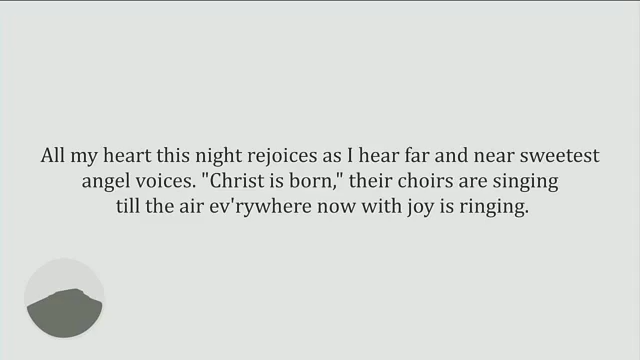 All my heart this night rejoices as I hear far and near sweetest
angel voices. "Christ is born," their choirs are singing
till the air ev'rywhere now with joy is ringing.